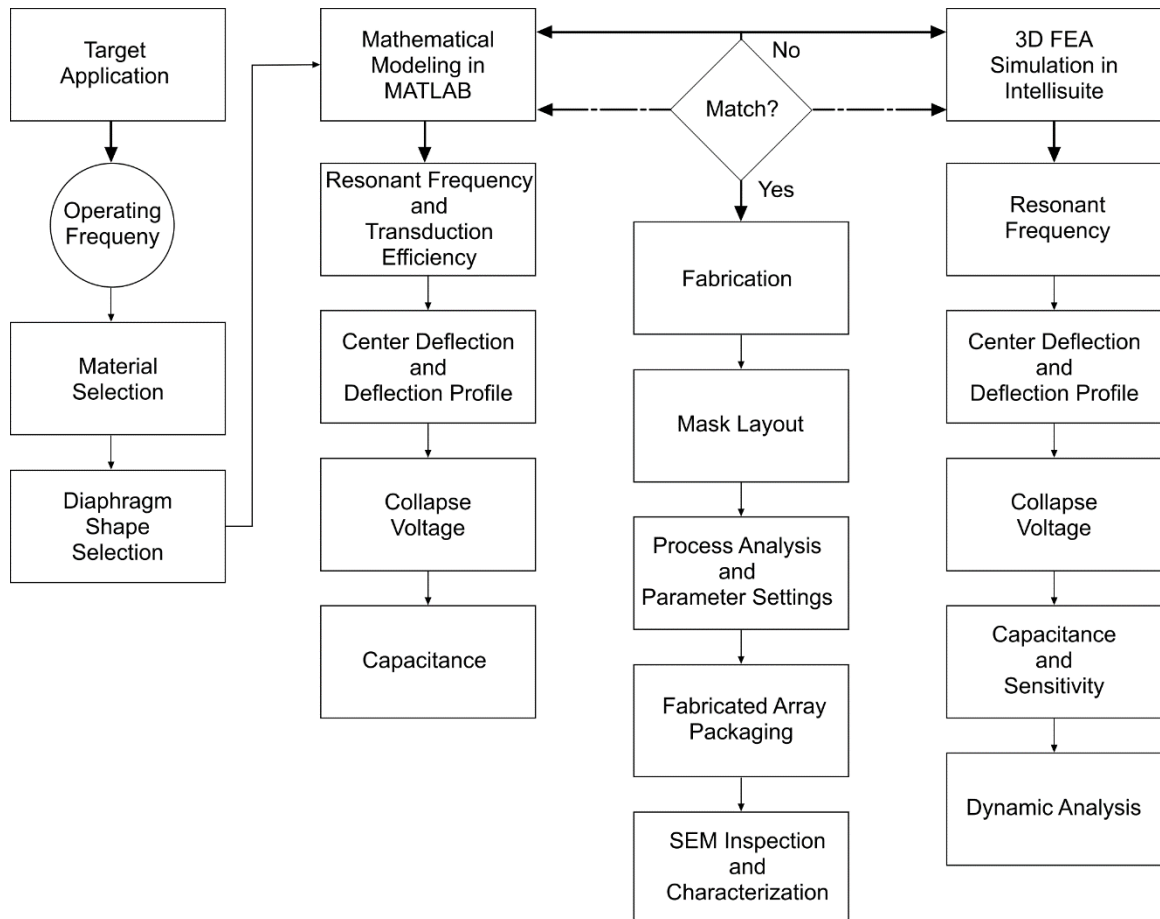 Target
Application
Operating
Frequeny
Material
Selection
Diaphragm
Shape
Selection
Mathematical
Modeling in
MATLAB
Resonant Frequency
and
Transduction
Efficiency
Center Deflection
and
Deflection Profile
Collapse
Voltage
Capacitance
No
Match?
Yes
Fabrication
Mask Layout
Process Analysis
and
Parameter Settings
Fabricated Array
Packaging
SEM Inspection
and
Characterization
3D FEA
Simulation in
Intellisuite
Resonant
Frequency
Center Deflection
and
Deflection Profile
Collapse
Voltage
Capacitance
and
Sensitivity
Dynamic Analysis